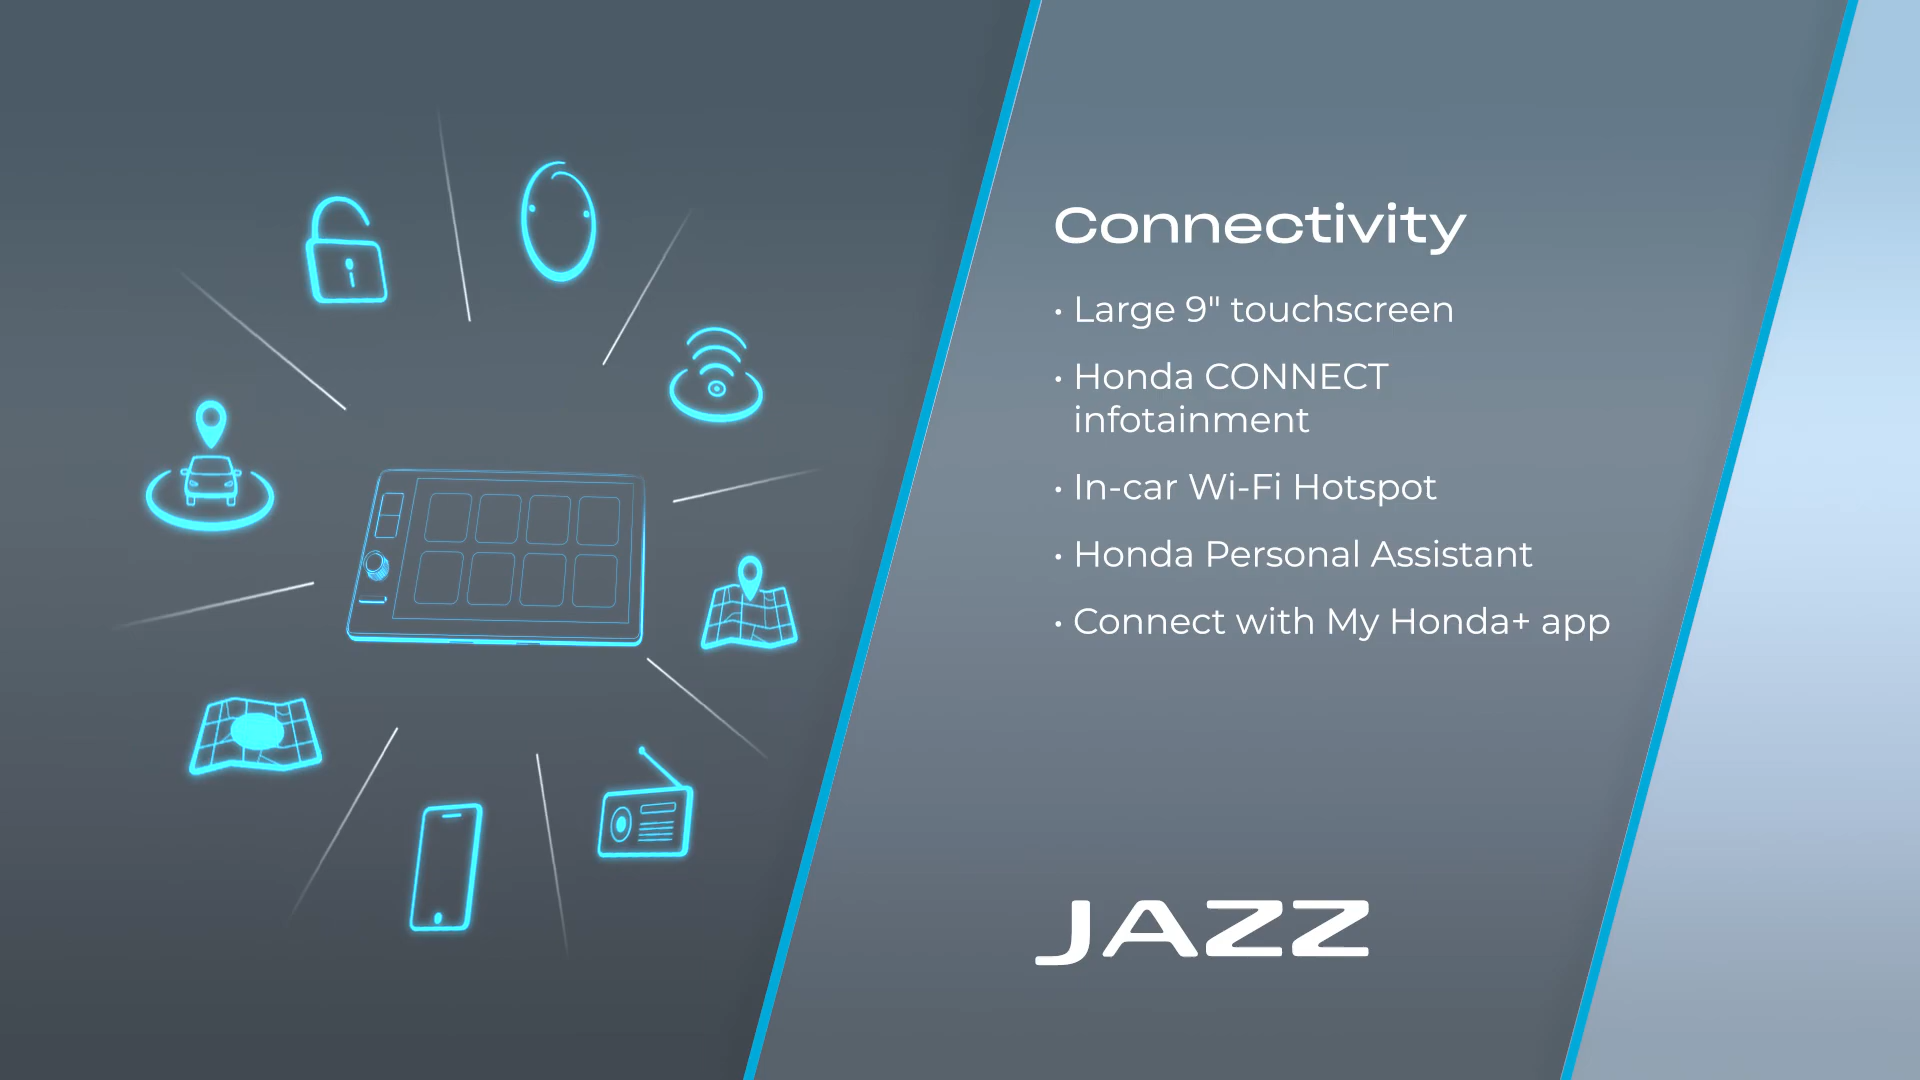 Connectivity
• Large 9" touchscreen
• Honda CONNECT
infotainment
• In-car Wi-Fi Hotspot
• Honda Personal Assistant
• Connect with My Honda+ app
JAZZ